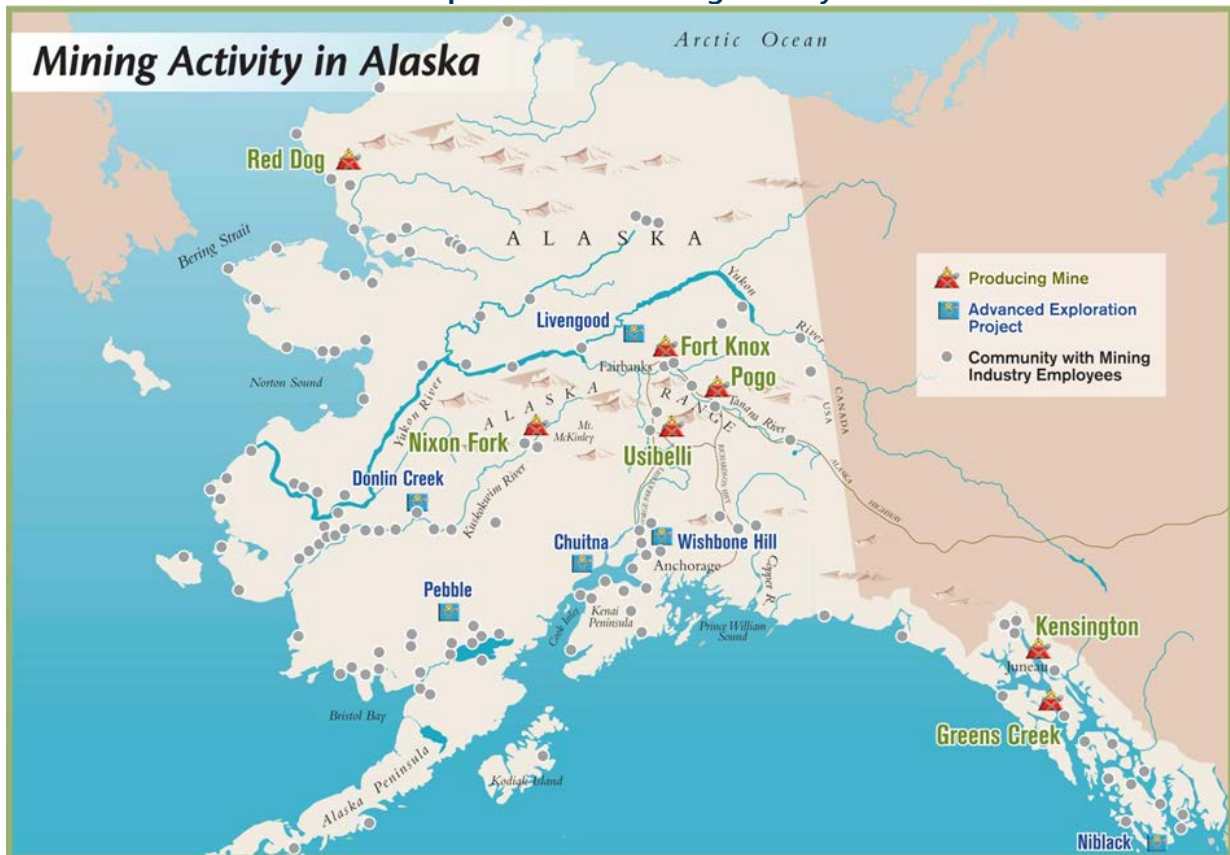 Mining Activity in Alaska
Arctic Ocean
Red Dog
Bering Strait
ALASKA
Yukon
River
Producing Mine
Advanced Exploration
Project
Community with Mining
Industry Employees
Livengood
Fort Knox
Fairbanks
Pogo
Norton Sound
Yukon River
ALASKA
RANGE
Tanana River
CANADA
USA
Nixon Fork
Mt.
McKinley
Usibelli
RICHARDSON HWY
ALASKA
HIGHWAY
Donlin Creek
Kuskokwim River
Chuitna
Wishbone Hill
Anchorage
Copper R.
Pebble
Cook Inlet
Kenai
Peninsula
Prince William
Sound
Kensington
Juneau
Bristol Bay
Greens Creek
Alaska Peninsula
Kodiak Island
Niblack